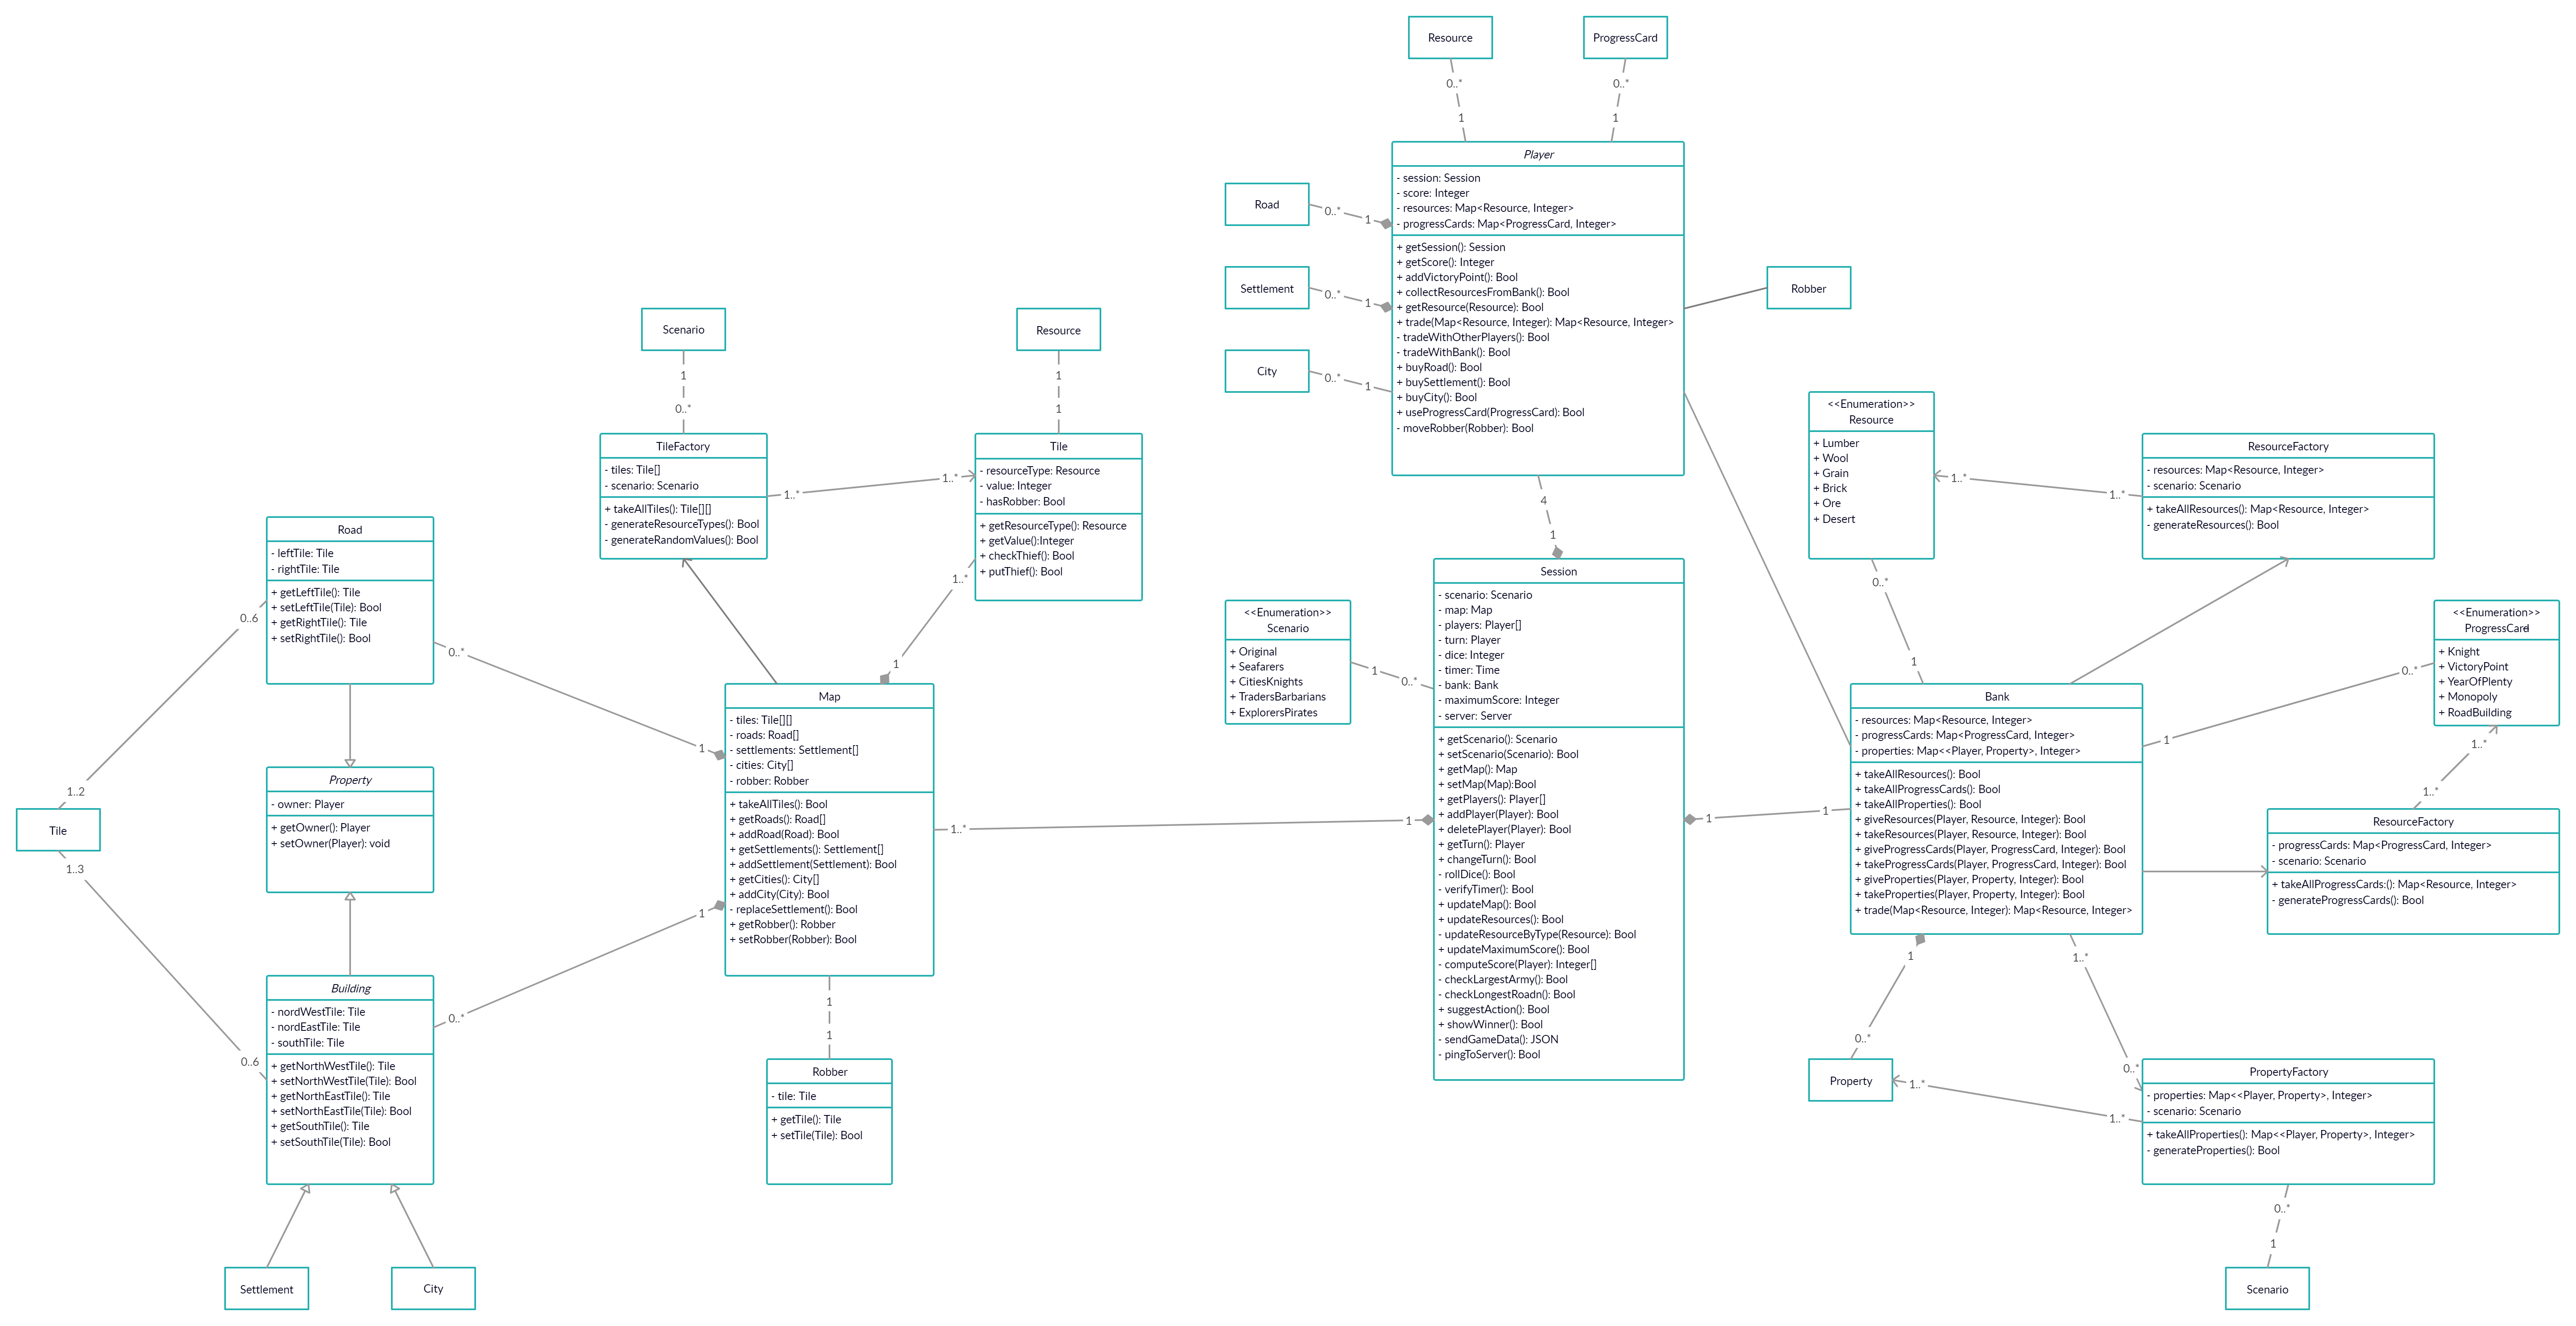 Resource
0..*
1
ProgressCard
0..*
1
Player
- session: Session
- score: Integer
- resources: Map<Resource, Integer>
- progressCards: Map<ProgressCard, Integer>
+ getSession(): Session
+ getScore(): Integer
+ addVictoryPoint(): Bool
+ collectResourcesFromBank(): Bool
+ getResource(Resource): Bool
+ trade(Map<Resource, Integer): Map<Resource, Integer>
- tradeWithOtherPlayers(): Bool
- tradeWithBank(): Bool
+ buyRoad(): Bool
+ buySettlement(): Bool
+ buyCity(): Bool
+ useProgressCard(ProgressCard): Bool
- moveRobber(Robber): Bool
Road
0..*
1
Settlement
0..*
1
City
0..*
1
Robber
Scenario
1
0..*
Resource
1
1
TileFactory
- tiles: Tile[]
- scenario: Scenario
+ takeAllTiles(): Tile[][]
- generateResourceTypes(): Bool
- generateRandomValues(): Bool
1..*
1..*
Tile
- resourceType: Resource
- value: Integer
- hasRobber: Bool
+ getResourceType(): Resource
+ getValue():Integer
+ checkThief(): Bool
+ putThief(): Bool
1..*
1
Road
- leftTile: Tile
- rightTile: Tile
+ getLeftTile(): Tile
+ setLeftTile(Tile): Bool
+ getRightTile(): Tile
+ setRightTile(): Bool
0..6
1..2
0..*
1
Property
- owner: Player
+ getOwner(): Player
+ setOwner(Player): void
Tile
1..3
0..6
Building
- nordWestTile: Tile
- nordEastTile: Tile
- southTile: Tile
+ getNorthWestTile(): Tile
+ setNorthWestTile(Tile): Bool
+ getNorthEastTile(): Tile
+ setNorthEastTile(Tile): Bool
+ getSouthTile(): Tile
+ setSouthTile(Tile): Bool
0..*
1
Settlement
City
Map
- tiles: Tile[][]
- roads: Road[]
- settlements: Settlement[]
- cities: City[]
- robber: Robber
+ takeAllTiles(): Bool
+ getRoads(): Road[]
+ addRoad(Road): Bool
+ getSettlements(): Settlement[]
+ addSettlement(Settlement): Bool
+ getCities(): City[]
+ addCity(City): Bool
- replaceSettlement(): Bool
+ getRobber(): Robber
+ setRobber(Robber): Bool
1..*
1
1
1
Robber
- tile: Tile
+ getTile(): Tile
+ setTile(Tile): Bool
4
1
<<Enumeration>>
Scenario
+ Original
+ Seafarers
+ CitiesKnights
+ TradersBarbarians
+ ExplorersPirates
1
0..*
Session
- scenario: Scenario
- map: Map
- players: Player[]
- turn: Player
- dice: Integer
- timer: Time
- bank: Bank
- maximumScore: Integer
- server: Server
+ getScenario(): Scenario
+ setScenario(Scenario): Bool
+ getMap(): Map
+ setMap(Map):Bool
+ getPlayers(): Player[]
+ addPlayer(Player): Bool
+ deletePlayer(Player): Bool
+ getTurn(): Player
+ changeTurn(): Bool
- rollDice(): Bool
- verifyTimer(): Bool
+ updateMap(): Bool
+ updateResources(): Bool
- updateResourceByType(Resource): Bool
+ updateMaximumScore(): Bool
- computeScore(Player): Integer[]
- checkLargestArmy(): Bool
- checkLongestRoadn(): Bool
+ suggestAction(): Bool
+ showWinner(): Bool
- sendGameData(): JSON
- pingToServer(): Bool
1
1
<<Enumeration>>
Resource
+ Lumber
+ Wool
+ Grain
+ Brick
+ Ore
+ Desert
1..*
1..*
ResourceFactory
- resources: Map<Resource, Integer>
- scenario: Scenario
+ takeAllResources(): Map<Resource, Integer>
- generateResources(): Bool
0..*
1
Bank
- resources: Map<Resource, Integer>
- progressCards: Map<ProgressCard, Integer>
- properties: Map<<Player, Property>, Integer>
+ takeAllResources(): Bool
+ takeAllProgressCards(): Bool
+ takeAllProperties(): Bool
+ giveResources(Player, Resource, Integer): Bool
+ takeResources(Player, Resource, Integer): Bool
+ giveProgressCards(Player, ProgressCard, Integer): Bool
+ takeProgressCards(Player, ProgressCard, Integer): Bool
+ giveProperties(Player, Property, Integer): Bool
+ takeProperties(Player, Property, Integer): Bool
+ trade(Map<Resource, Integer): Map<Resource, Integer>
1
0..*
<<Enumeration>>
ProgressCard
+ Knight
+ VictoryPoint
+ YearOfPlenty
+ Monopoly
+ RoadBuilding
1..*
1..*
ResourceFactory
- progressCards: Map<ProgressCard, Integer>
- scenario: Scenario
+ takeAllProgressCards:(): Map<Resource, Integer>
- generateProgressCards(): Bool
1
0..*
1..*
0..*
Property
1..*
1..*
PropertyFactory
- properties: Map<<Player, Property>, Integer>
- scenario: Scenario
+ takeAllProperties(): Map<<Player, Property>, Integer>
- generateProperties(): Bool
0..*
1
Scenario